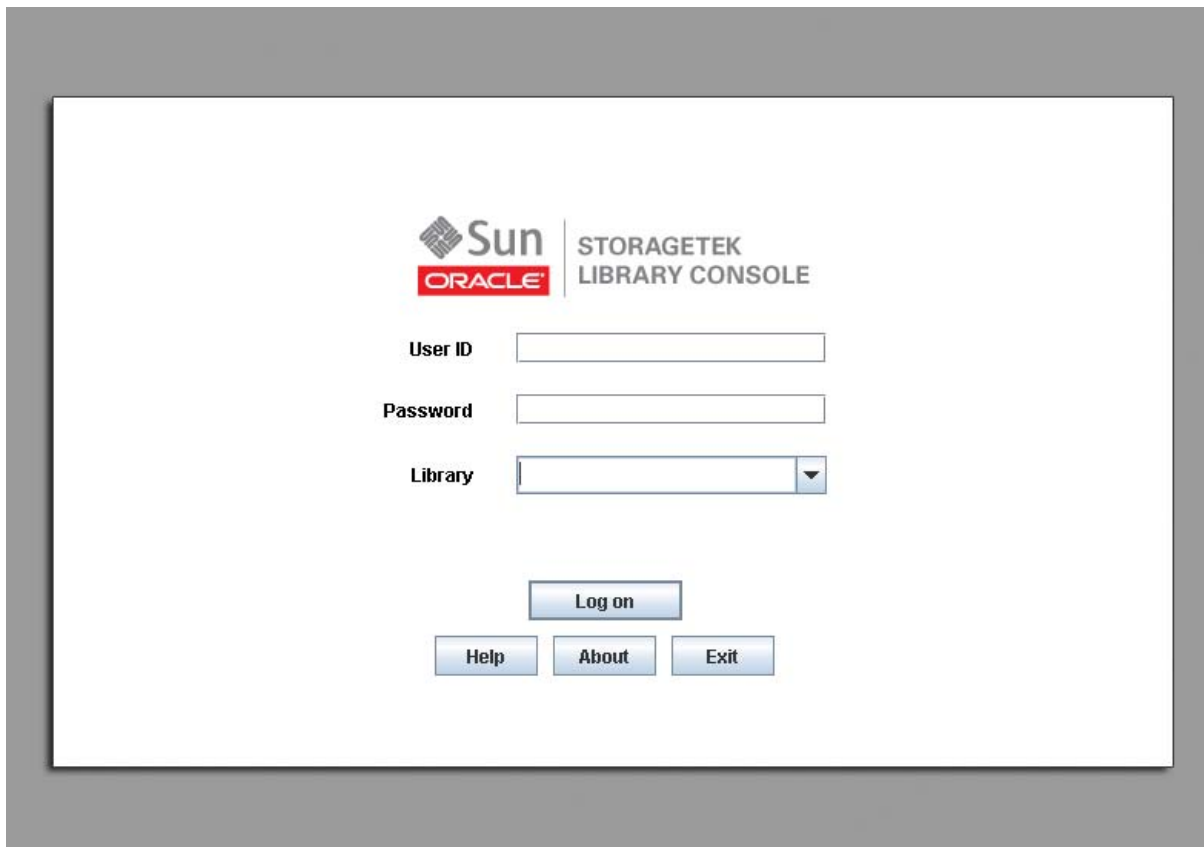 Sun
ORACLE
STORAGETEK
LIBRARY CONSOLE
User ID
Password
Library
Log on
Help
About
Exit